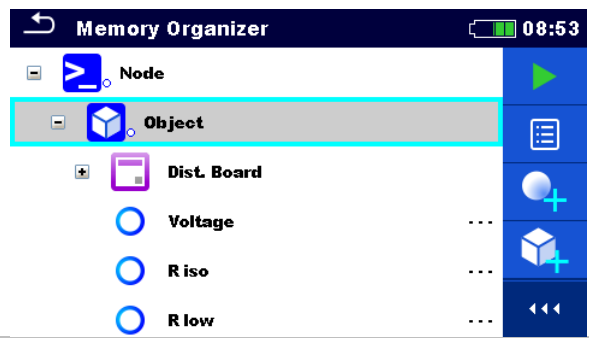 Memory Organizer 08:53
Node
Object
Dist. Board
Voltage ---
R iso ---
R low ---